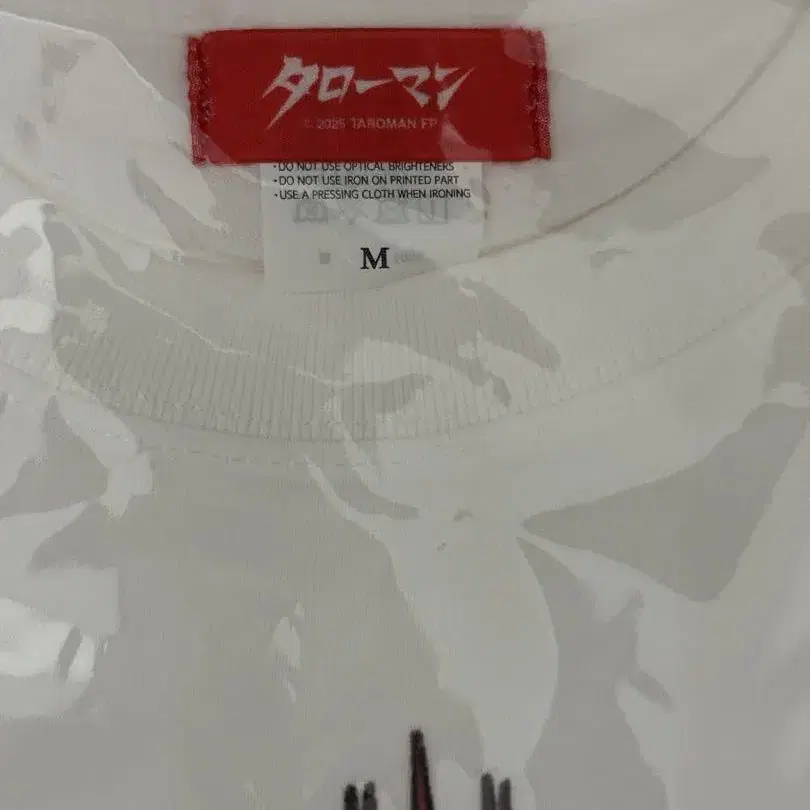 タローマン
© 2025 TAROMAN FP
・DO NOT USE OPTICAL BRIGHTENERS
・DO NOT USE IRON ON PRINTED PART
・USE A PRESSING CLOTH WHEN IRONING
M